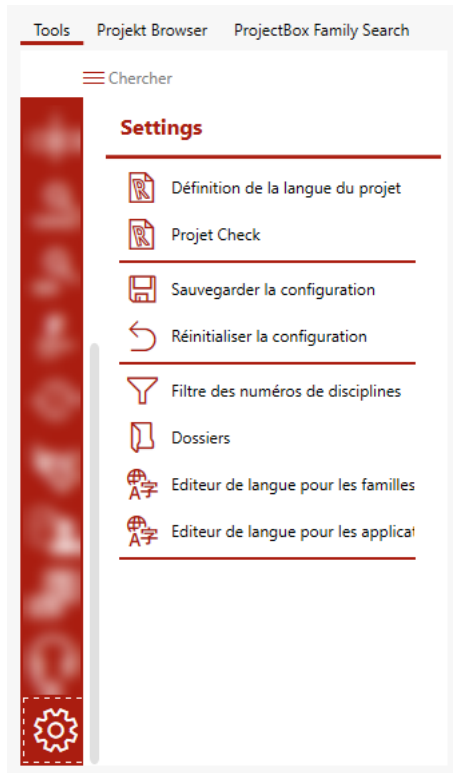 Tools Projekt Browser ProjectBox Family Search
Chercher
Settings
Définition de la langue du projet
Projet Check
Sauvegarder la configuration
Réinitialiser la configuration
Filtre des numéros de disciplines
Dossiers
Editeur de langue pour les familles
Editeur de langue pour les applicat